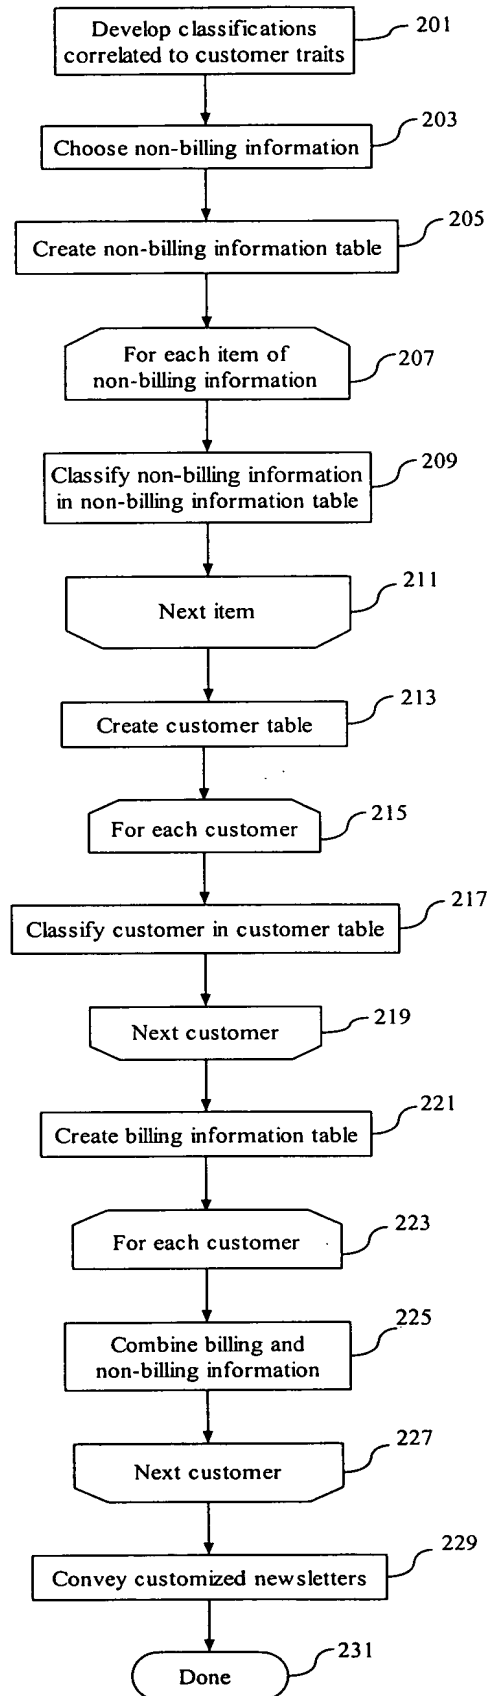 Develop classifications
correlated to customer traits
201
Choose non-billing information
203
Create non-billing information table
205
For each item of
non-billing information
207
Classify non-billing information
in non-billing information table
209
Next item
211
Create customer table
213
For each customer
215
Classify customer in customer table
217
Next customer
219
Create billing information table
221
For each customer
223
Combine billing and
non-billing information
225
Next customer
227
Convey customized newsletters
229
Done
231